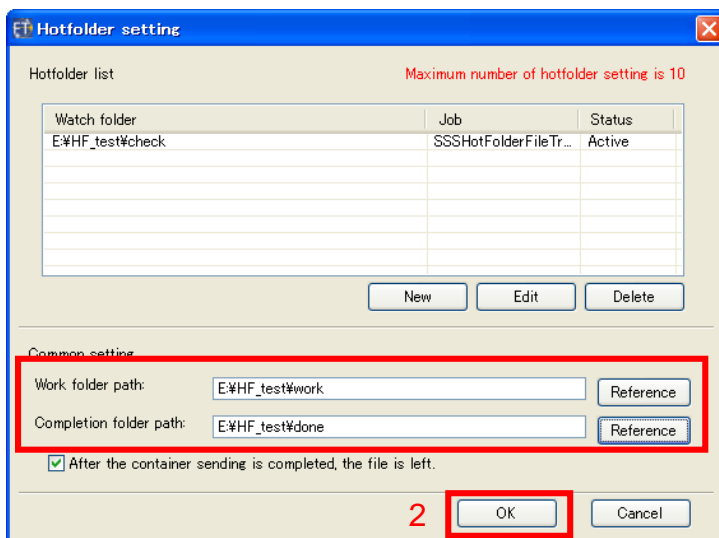 FT Hotfolder setting
Hotfolder list
Maximum number of hotfolder setting is 10
Watch folder Job Status
E:¥HF_test¥check SSSHotFolderFileTr... Active
New Edit Delete
Common setting
Work folder path: E:¥HF_test¥work Reference
Completion folder path: E:¥HF_test¥done Reference
After the container sending is completed, the file is left.
2 OK Cancel